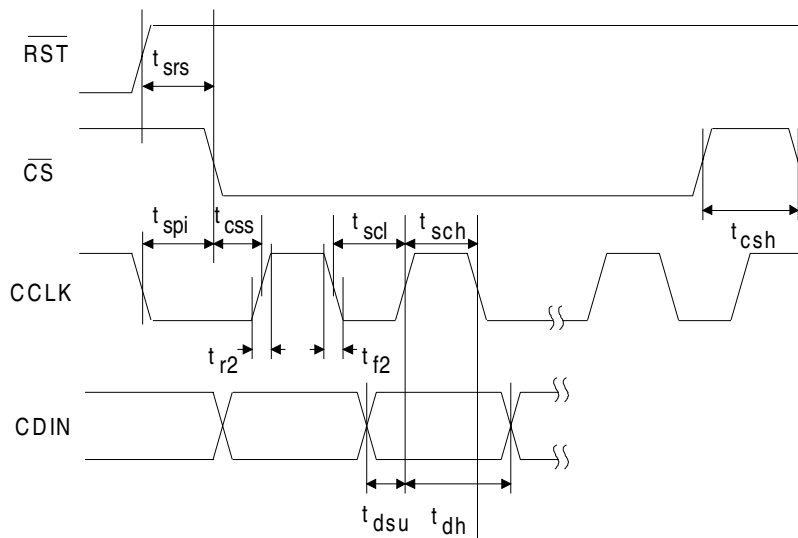 RST
t srs
CS
t spi
t css
t scl
t sch
t csh
CCLK
t r2
t f2
CDIN
t dsu
t dh